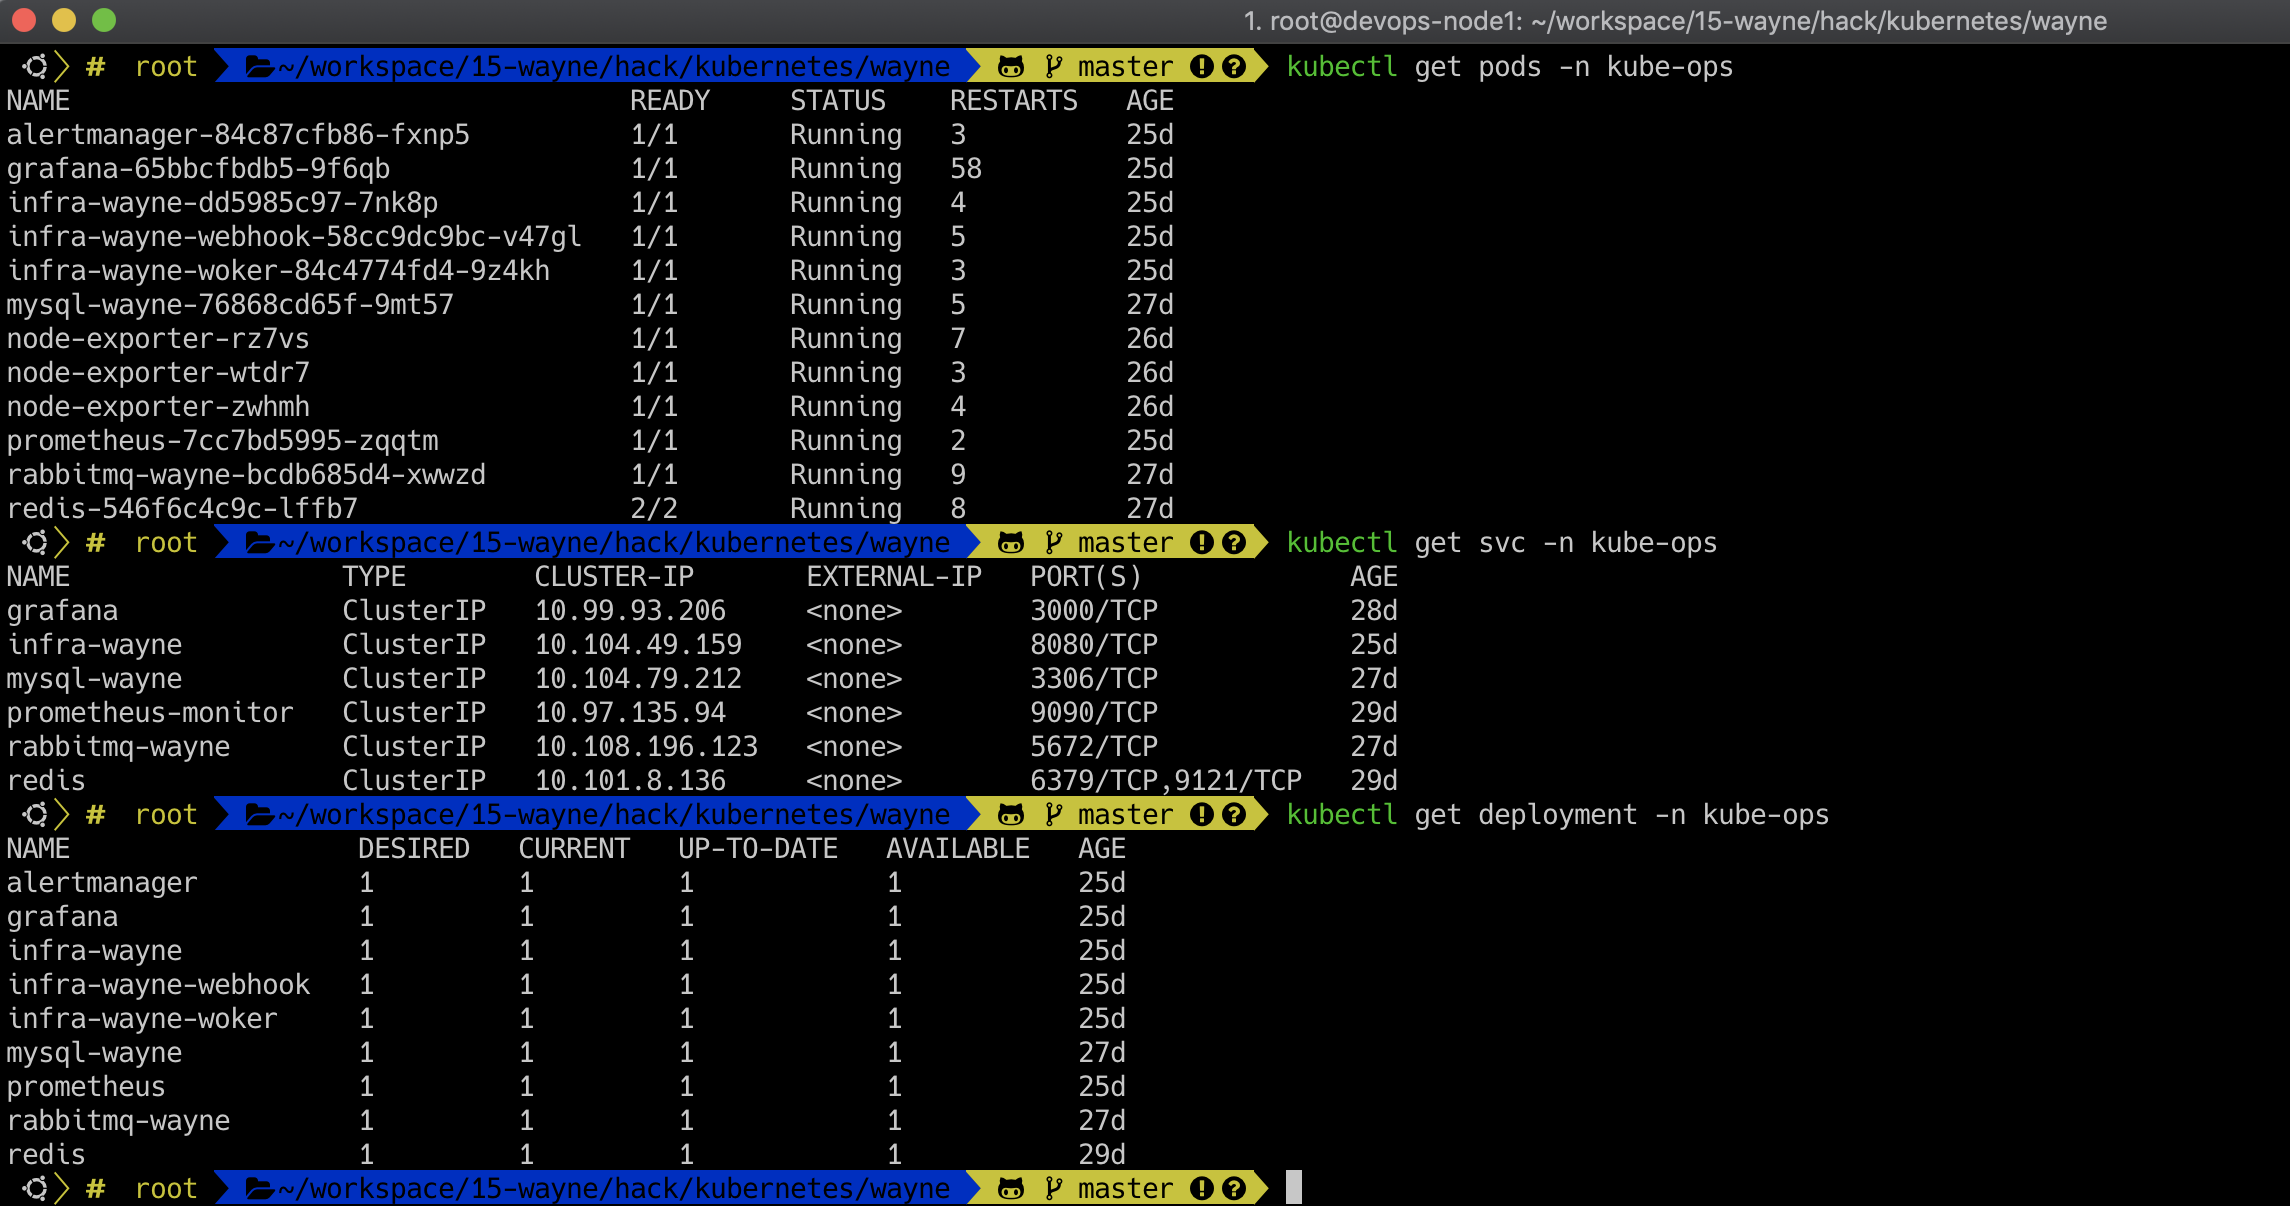 1. root@devops-node1: ~/workspace/15-wayne/hack/kubernetes/wayne
# root ~/workspace/15-wayne/hack/kubernetes/wayne master kubectl get pods -n kube-ops
NAME READY STATUS RESTARTS AGE
alertmanager-84c87cfb86-fxnp5 1/1 Running 3 25d
grafana-65bbcfbdb5-9f6qb 1/1 Running 58 25d
infra-wayne-dd5985c97-7nk8p 1/1 Running 4 25d
infra-wayne-webhook-58cc9dc9bc-v47gl 1/1 Running 5 25d
infra-wayne-woker-84c4774fd4-9z4kh 1/1 Running 3 25d
mysql-wayne-76868cd65f-9mt57 1/1 Running 5 27d
node-exporter-rz7vs 1/1 Running 7 26d
node-exporter-wtdr7 1/1 Running 3 26d
node-exporter-zwhmh 1/1 Running 4 26d
prometheus-7cc7bd5995-zqqtm 1/1 Running 2 25d
rabbitmq-wayne-bcdb685d4-xwwzd 1/1 Running 9 27d
redis-546f6c4c9c-lffb7 2/2 Running 8 27d
# root ~/workspace/15-wayne/hack/kubernetes/wayne master kubectl get svc -n kube-ops
NAME TYPE CLUSTER-IP EXTERNAL-IP PORT(S) AGE
grafana ClusterIP 10.99.93.206 <none> 3000/TCP 28d
infra-wayne ClusterIP 10.104.49.159 <none> 8080/TCP 25d
mysql-wayne ClusterIP 10.104.79.212 <none> 3306/TCP 27d
prometheus-monitor ClusterIP 10.97.135.94 <none> 9090/TCP 29d
rabbitmq-wayne ClusterIP 10.108.196.123 <none> 5672/TCP 27d
redis ClusterIP 10.101.8.136 <none> 6379/TCP,9121/TCP 29d
# root ~/workspace/15-wayne/hack/kubernetes/wayne master kubectl get deployment -n kube-ops
NAME DESIRED CURRENT UP-TO-DATE AVAILABLE AGE
alertmanager 1 1 1 1 25d
grafana 1 1 1 1 25d
infra-wayne 1 1 1 1 25d
infra-wayne-webhook 1 1 1 1 25d
infra-wayne-woker 1 1 1 1 25d
mysql-wayne 1 1 1 1 27d
prometheus 1 1 1 1 25d
rabbitmq-wayne 1 1 1 1 27d
redis 1 1 1 1 29d
# root ~/workspace/15-wayne/hack/kubernetes/wayne master